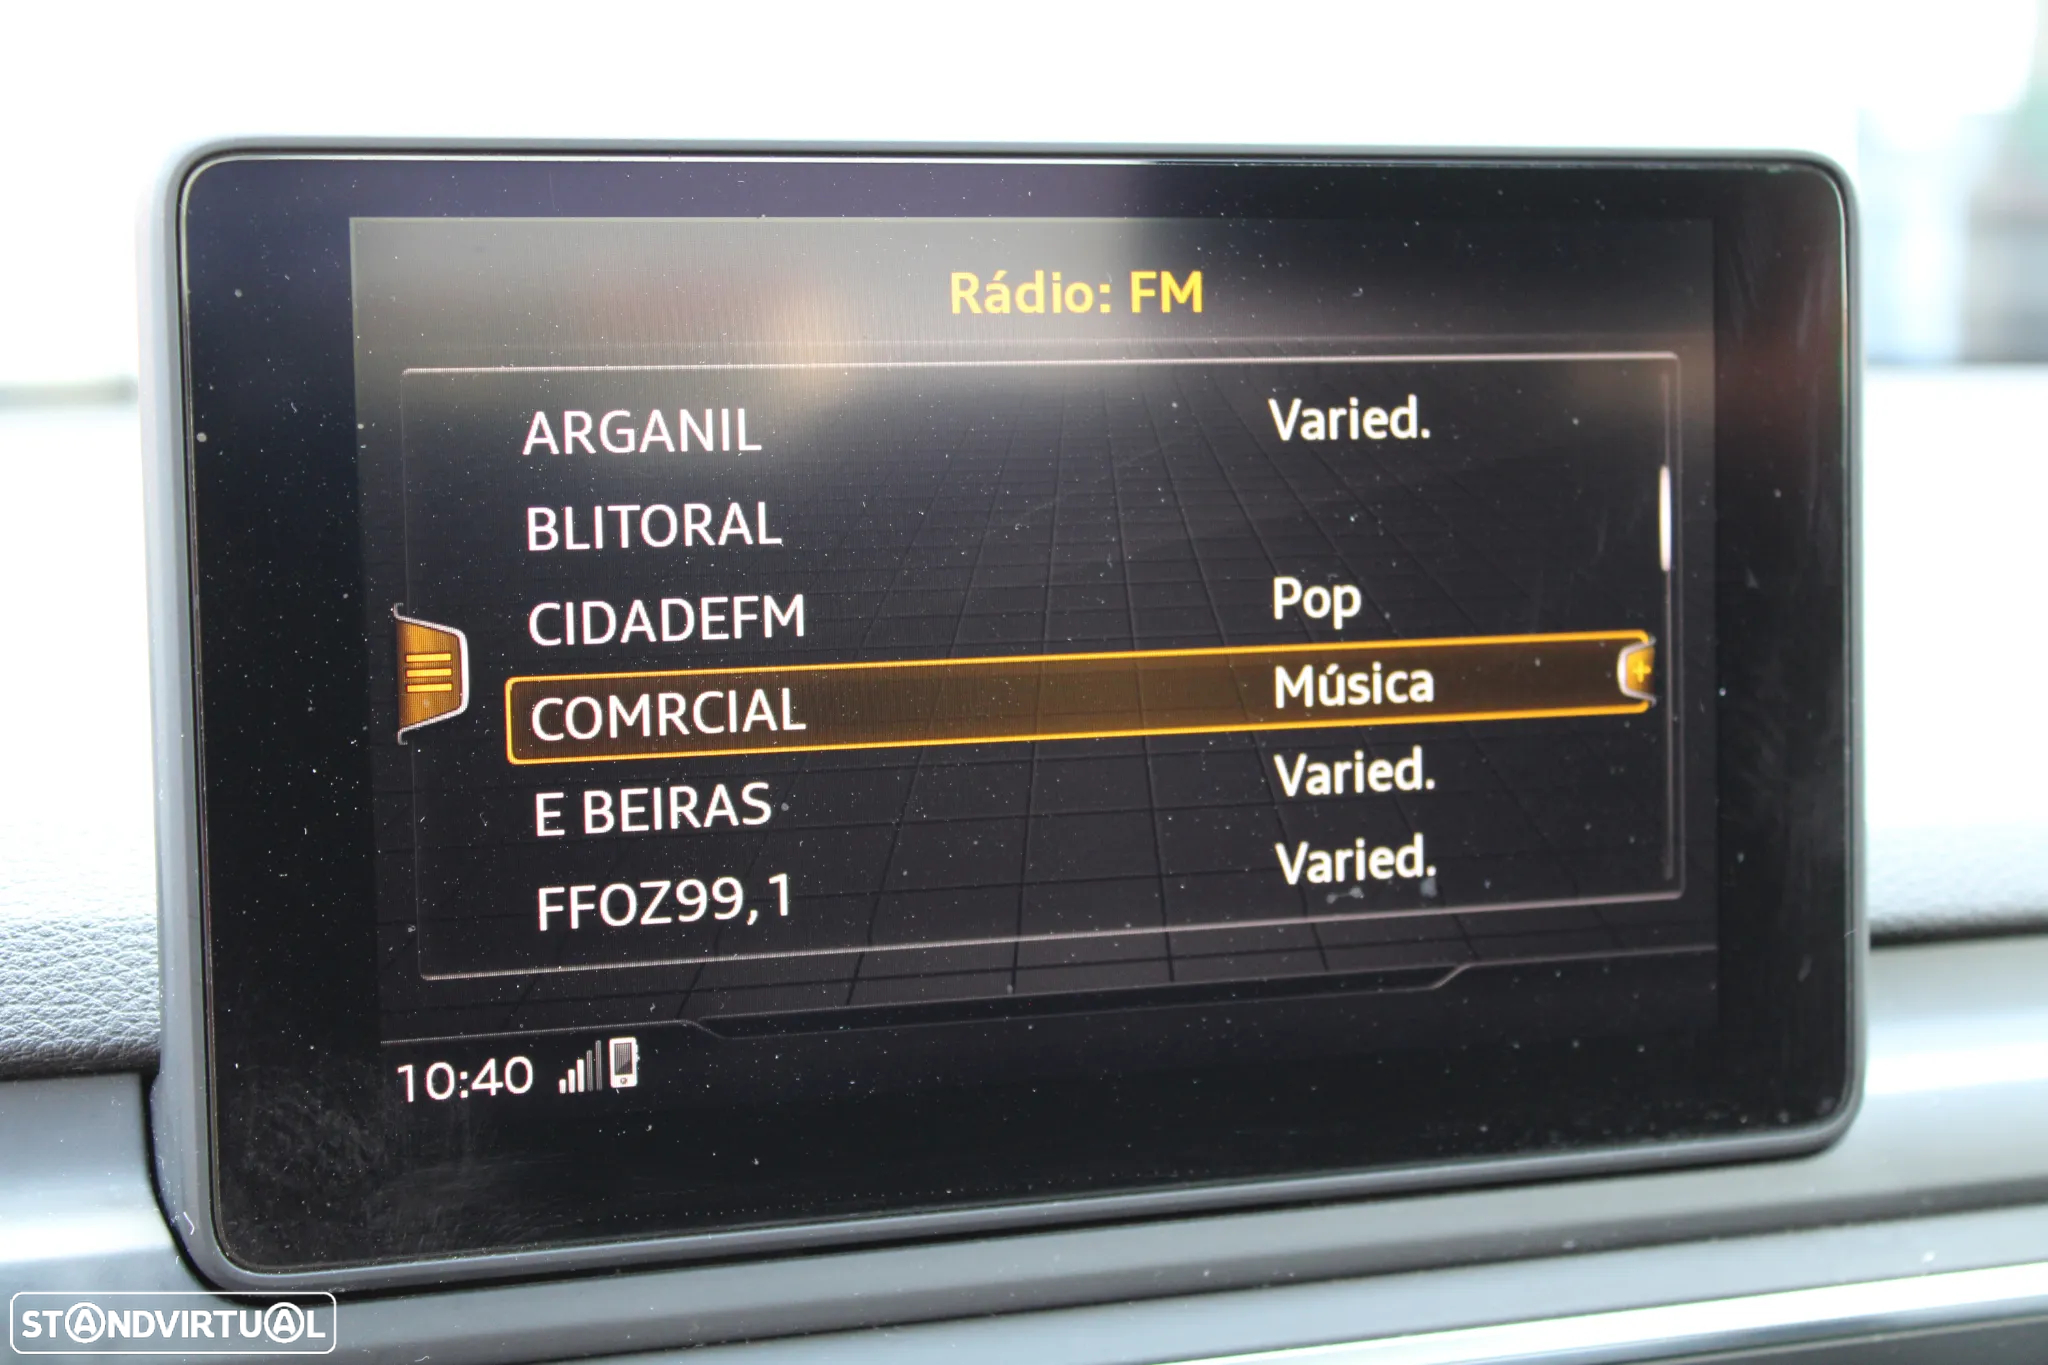 Rádio: FM
ARGANIL Varied.
BLITORAL
CIDADEFM Pop
COMRCIAL Música
E BEIRAS Varied.
FFOZ99,1 Varied.
10:40
STANDVIRTUAL